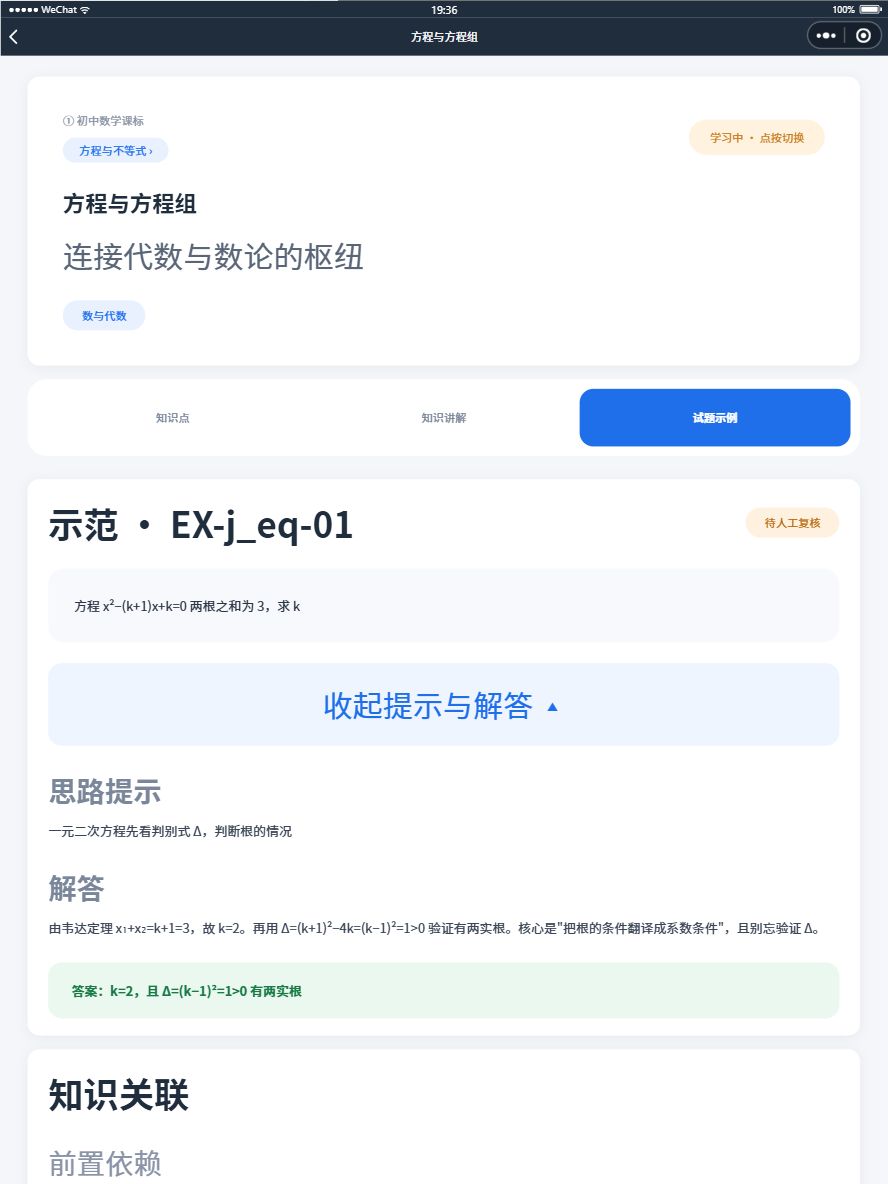 WeChat
19:36
100%
方程与方程组
① 初中数学课标
方程与不等式 ›
学习中 · 点按切换
方程与方程组
连接代数与数论的枢纽
数与代数
知识点
知识讲解
试题示例
示范 · EX-j_eq-01
待人工复核
方程 x²−(k+1)x+k=0 两根之和为 3，求 k
收起提示与解答 ▲
思路提示
一元二次方程先看判别式 Δ，判断根的情况
解答
由韦达定理 x₁+x₂=k+1=3，故 k=2。再用 Δ=(k+1)²−4k=(k−1)²=1>0 验证有两实根。核心是"把根的条件翻译成系数条件"，且别忘验证 Δ。
答案：k=2，且 Δ=(k−1)²=1>0 有两实根
知识关联
前置依赖